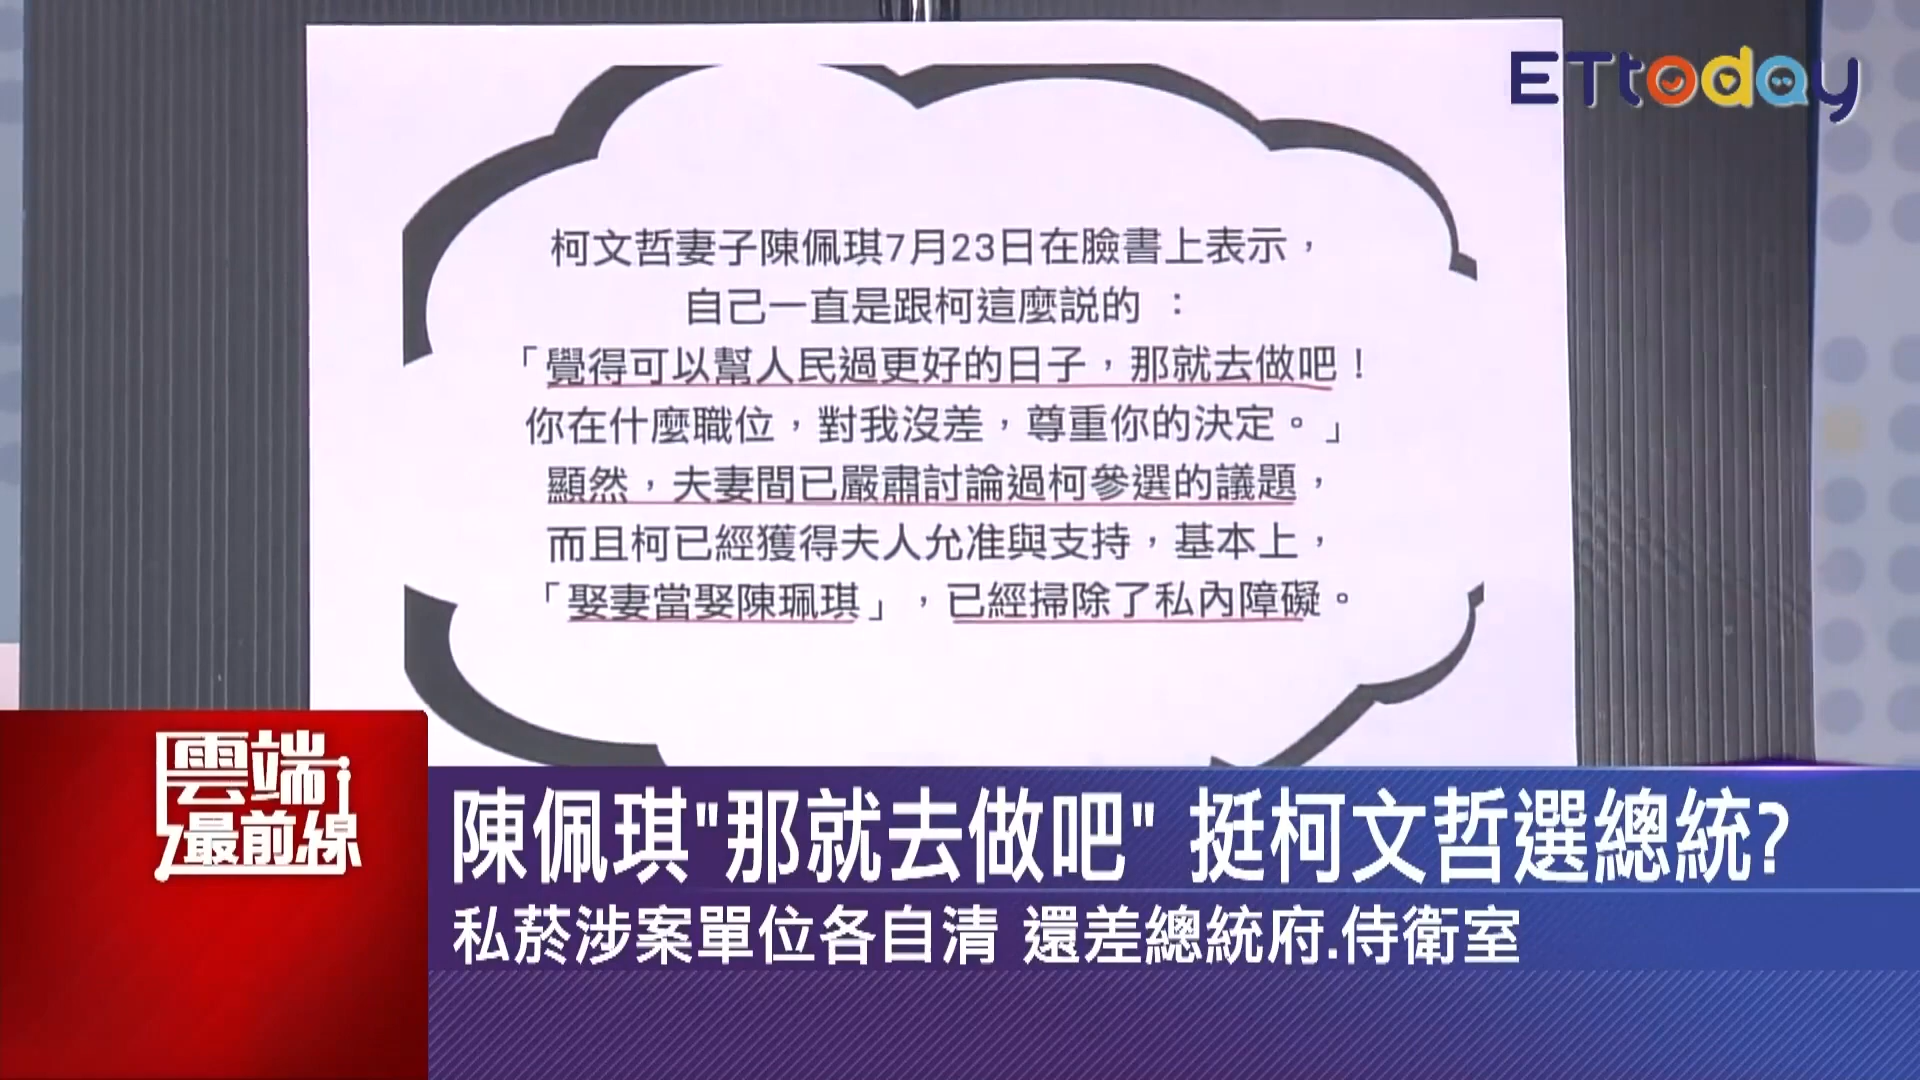 ETtoday
柯文哲妻子陳佩琪7月23日在臉書上表示，
自己一直是跟柯這麼説的 ：
「覺得可以幫人民過更好的日子，那就去做吧！
你在什麼職位，對我沒差，尊重你的決定。」
顯然，夫妻間已嚴肅討論過柯參選的議題，
而且柯已經獲得夫人允准與支持，基本上，
「娶妻當娶陳珮琪」，已經掃除了私內障礙。
雲端
最前線
陳佩琪"那就去做吧" 挺柯文哲選總統?
私菸涉案單位各自清 還差總統府.侍衛室